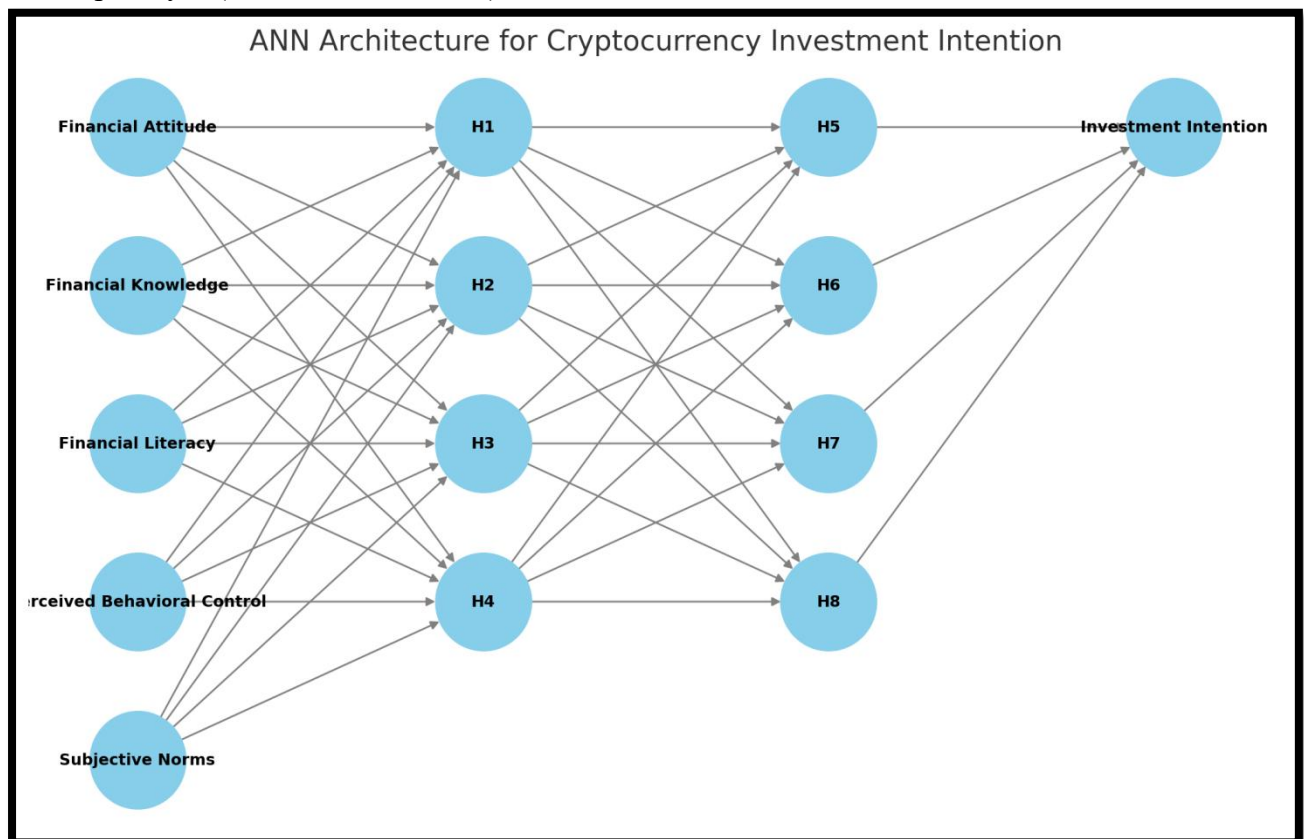 ANN Architecture for Cryptocurrency Investment Intention
Financial Attitude
H1
H5
Investment Intention
Financial Knowledge
H2
H6
Financial Literacy
H3
H7
erceived Behavioral Control
H4
H8
Subjective Norms